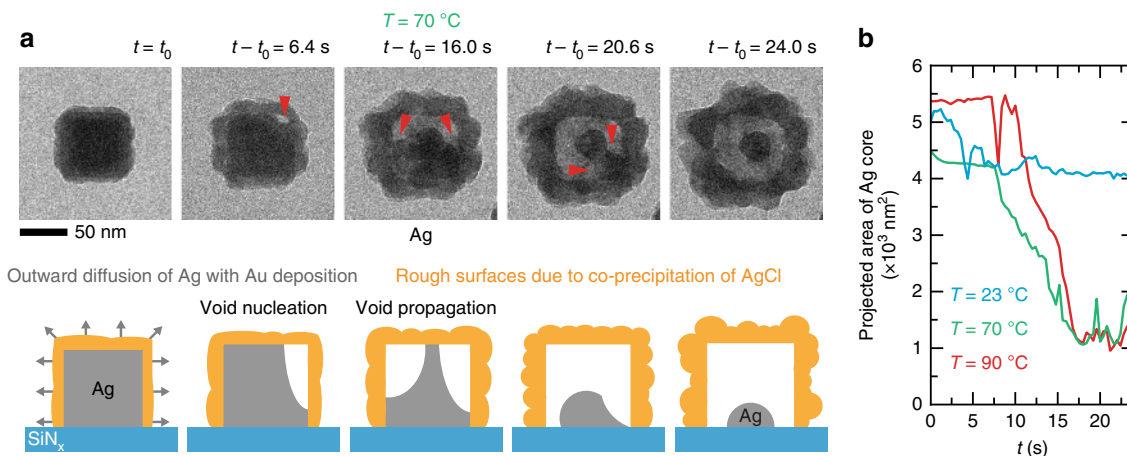 a
T = 70 °C
t = t0
t – t0 = 6.4 s
t – t0 = 16.0 s
t – t0 = 20.6 s
t – t0 = 24.0 s
50 nm
Ag
Outward diffusion of Ag with Au deposition
Rough surfaces due to co-precipitation of AgCl
Void nucleation
Void propagation
Ag
Ag
SiNx
b
Projected area of Ag core
(×10³ nm²)
6
5
4
3
2
1
0
T = 23 °C
T = 70 °C
T = 90 °C
0
5
10
15
20
t (s)